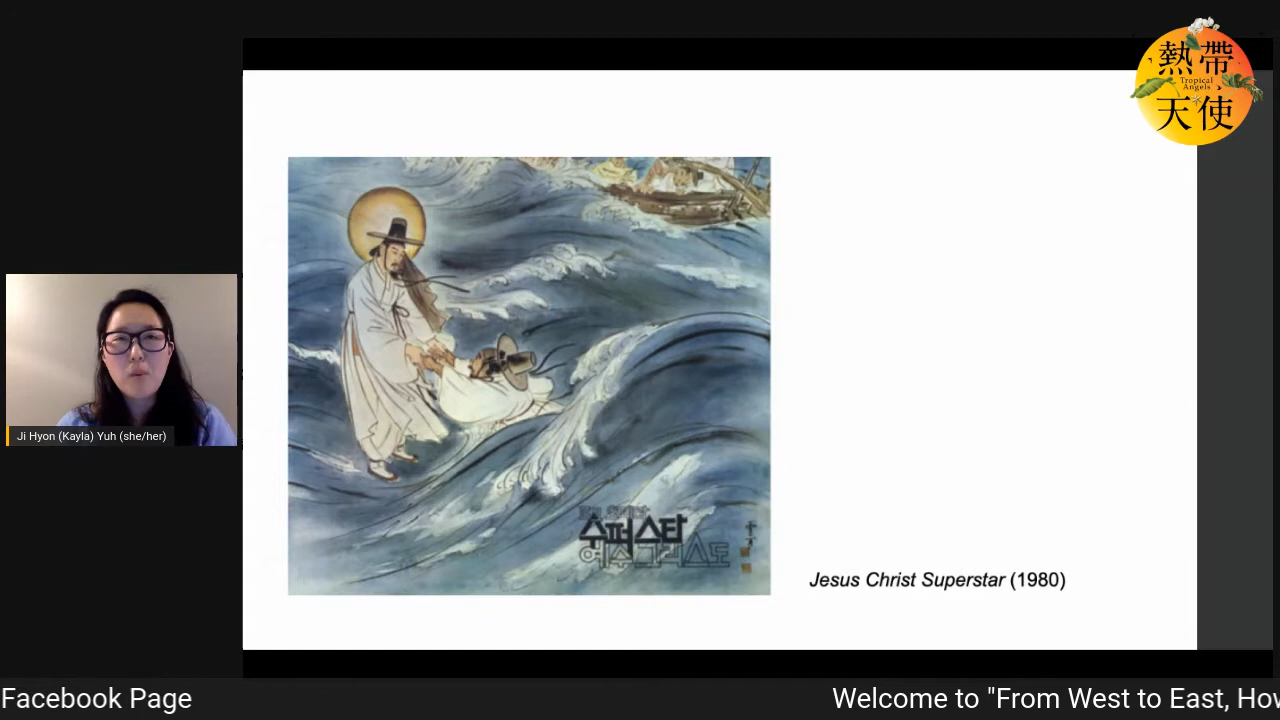 熱帶
Tropical
Angels
天使
수퍼스타
예수그리스도
Jesus Christ Superstar (1980)
Ji Hyon (Kayla) Yuh (she/her)
Facebook Page
Welcome to "From West to East, How